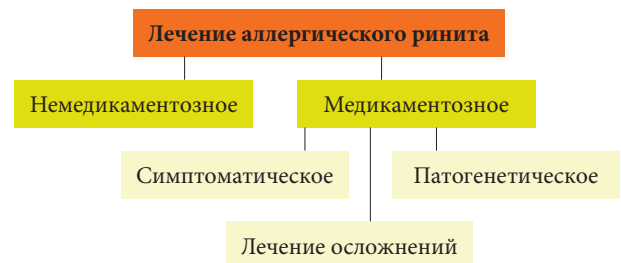 Лечение аллергического ринита
Немедикаментозное
Медикаментозное
Симптоматическое
Патогенетическое
Лечение осложнений